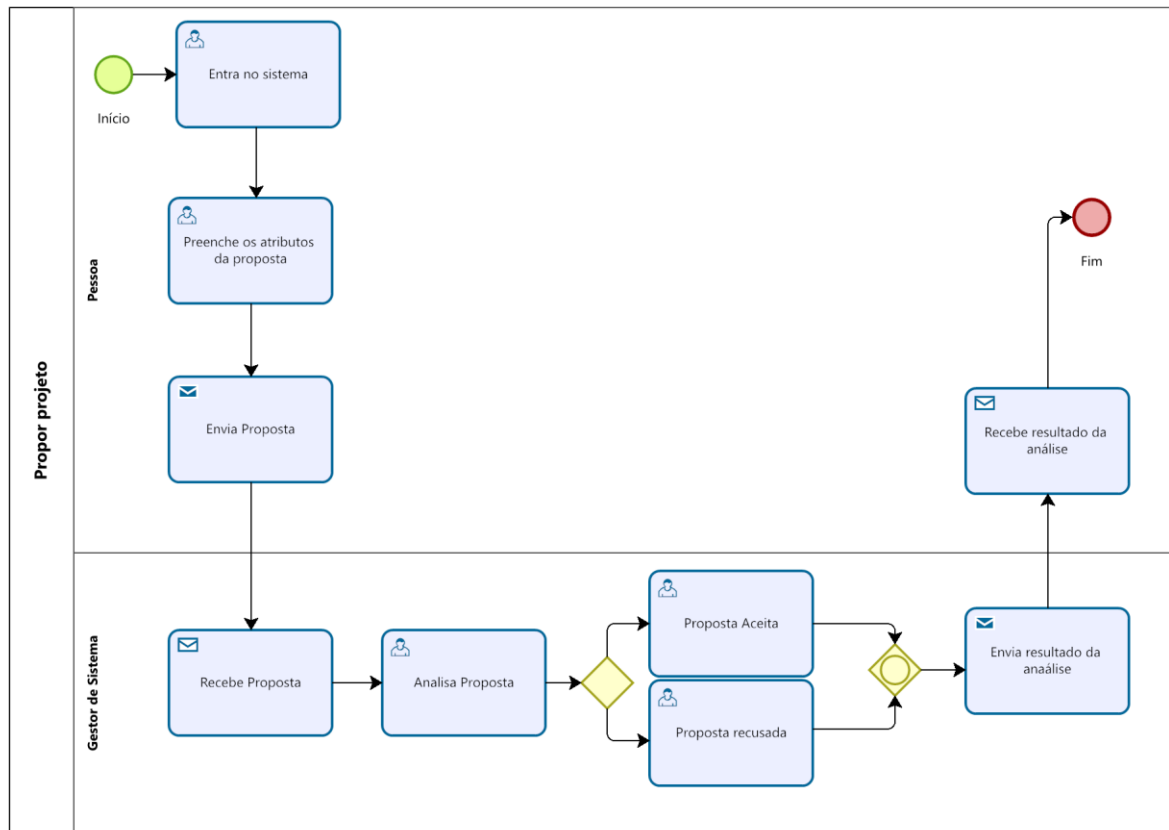 Propor projeto
Pessoa
Início
Entra no sistema
Preenche os atributos
da proposta
Envia Proposta
Fim
Recebe resultado da
análise
Gestor de Sistema
Recebe Proposta
Analisa Proposta
Proposta Aceita
Proposta recusada
Envia resultado da
anaálise